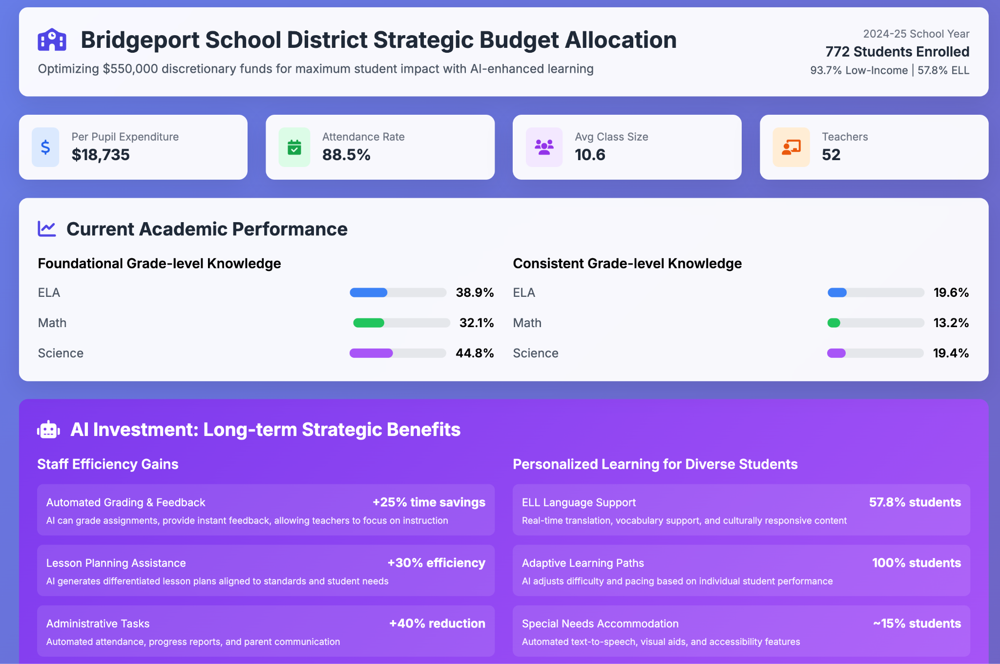 Bridgeport School District Strategic Budget Allocation
Optimizing $550,000 discretionary funds for maximum student impact with AI-enhanced learning
2024-25 School Year
772 Students Enrolled
93.7% Low-Income | 57.8% ELL
Per Pupil Expenditure
$18,735
Attendance Rate
88.5%
Avg Class Size
10.6
Teachers
52
Current Academic Performance
Foundational Grade-level Knowledge
ELA 38.9%
Math 32.1%
Science 44.8%
Consistent Grade-level Knowledge
ELA 19.6%
Math 13.2%
Science 19.4%
AI Investment: Long-term Strategic Benefits
Staff Efficiency Gains
Automated Grading & Feedback +25% time savings
AI can grade assignments, provide instant feedback, allowing teachers to focus on instruction
Lesson Planning Assistance +30% efficiency
AI generates differentiated lesson plans aligned to standards and student needs
Administrative Tasks +40% reduction
Automated attendance, progress reports, and parent communication
Personalized Learning for Diverse Students
ELL Language Support 57.8% students
Real-time translation, vocabulary support, and culturally responsive content
Adaptive Learning Paths 100% students
AI adjusts difficulty and pacing based on individual student performance
Special Needs Accommodation ~15% students
Automated text-to-speech, visual aids, and accessibility features